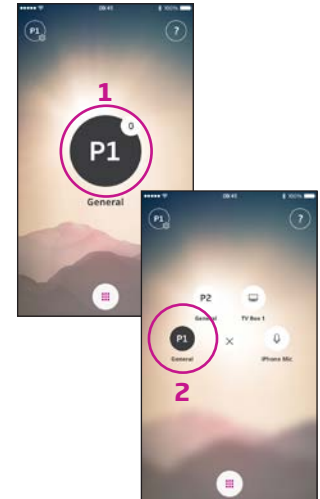 09:41 100%
P1 ?
1
P1
General
09:41 100%
P1 ?
P2
General TV Box 1
P1
General iPhone Mic
2